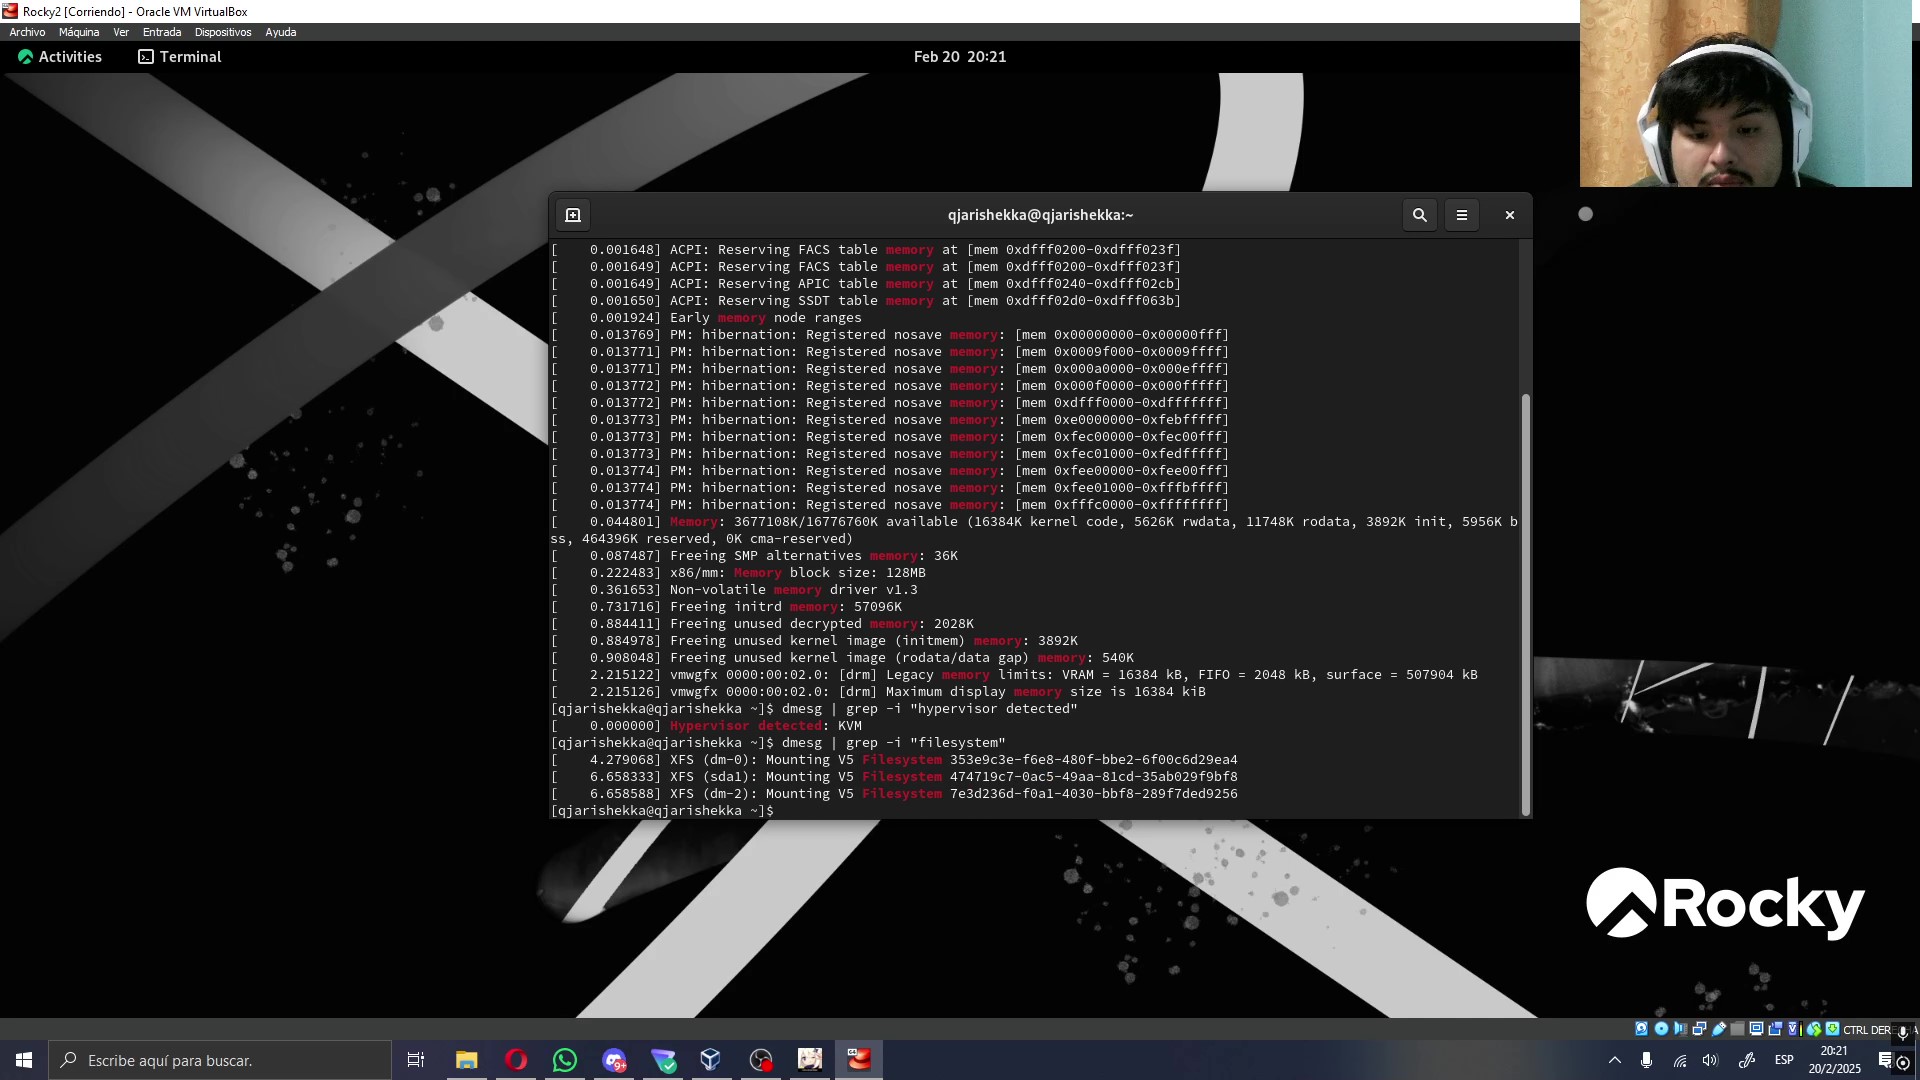 Rocky2 [Corriendo] - Oracle VM VirtualBox
Archivo Máquina Ver Entrada Dispositivos Ayuda
Activities Terminal Feb 20 20:21
qjarishekka@qjarishekka:~
[    0.001648] ACPI: Reserving FACS table memory at [mem 0xdfff0200-0xdfff023f]
[    0.001649] ACPI: Reserving FACS table memory at [mem 0xdfff0200-0xdfff023f]
[    0.001649] ACPI: Reserving APIC table memory at [mem 0xdfff0240-0xdfff02cb]
[    0.001650] ACPI: Reserving SSDT table memory at [mem 0xdfff02d0-0xdfff063b]
[    0.001924] Early memory node ranges
[    0.013769] PM: hibernation: Registered nosave memory: [mem 0x00000000-0x00000fff]
[    0.013771] PM: hibernation: Registered nosave memory: [mem 0x0009f000-0x0009ffff]
[    0.013771] PM: hibernation: Registered nosave memory: [mem 0x000a0000-0x000effff]
[    0.013772] PM: hibernation: Registered nosave memory: [mem 0x000f0000-0x000fffff]
[    0.013772] PM: hibernation: Registered nosave memory: [mem 0xdfff0000-0xdfffffff]
[    0.013773] PM: hibernation: Registered nosave memory: [mem 0xe0000000-0xfebfffff]
[    0.013773] PM: hibernation: Registered nosave memory: [mem 0xfec00000-0xfec00fff]
[    0.013773] PM: hibernation: Registered nosave memory: [mem 0xfec01000-0xfedfffff]
[    0.013774] PM: hibernation: Registered nosave memory: [mem 0xfee00000-0xfee00fff]
[    0.013774] PM: hibernation: Registered nosave memory: [mem 0xfee01000-0xfffbffff]
[    0.013774] PM: hibernation: Registered nosave memory: [mem 0xfffc0000-0xffffffff]
[    0.044801] Memory: 3677108K/16776760K available (16384K kernel code, 5626K rwdata, 11748K rodata, 3892K init, 5956K b
ss, 464396K reserved, 0K cma-reserved)
[    0.087487] Freeing SMP alternatives memory: 36K
[    0.222483] x86/mm: Memory block size: 128MB
[    0.361653] Non-volatile memory driver v1.3
[    0.731716] Freeing initrd memory: 57096K
[    0.884411] Freeing unused decrypted memory: 2028K
[    0.884978] Freeing unused kernel image (initmem) memory: 3892K
[    0.908048] Freeing unused kernel image (rodata/data gap) memory: 540K
[    2.215122] vmwgfx 0000:00:02.0: [drm] Legacy memory limits: VRAM = 16384 kB, FIFO = 2048 kB, surface = 507904 kB
[    2.215126] vmwgfx 0000:00:02.0: [drm] Maximum display memory size is 16384 kiB
[qjarishekka@qjarishekka ~]$ dmesg | grep -i "hypervisor detected"
[    0.000000] Hypervisor detected: KVM
[qjarishekka@qjarishekka ~]$ dmesg | grep -i "filesystem"
[    4.279068] XFS (dm-0): Mounting V5 Filesystem 353e9c3e-f6e8-480f-bbe2-6f00c6d29ea4
[    6.658333] XFS (sda1): Mounting V5 Filesystem 474719c7-0ac5-49aa-81cd-35ab029f9bf8
[    6.658588] XFS (dm-2): Mounting V5 Filesystem 7e3d236d-f0a1-4030-bbf8-289f7ded9256
[qjarishekka@qjarishekka ~]$
Rocky
CTRL DERECHA
Escribe aquí para buscar.
9+
ESP
20:21
20/2/2025